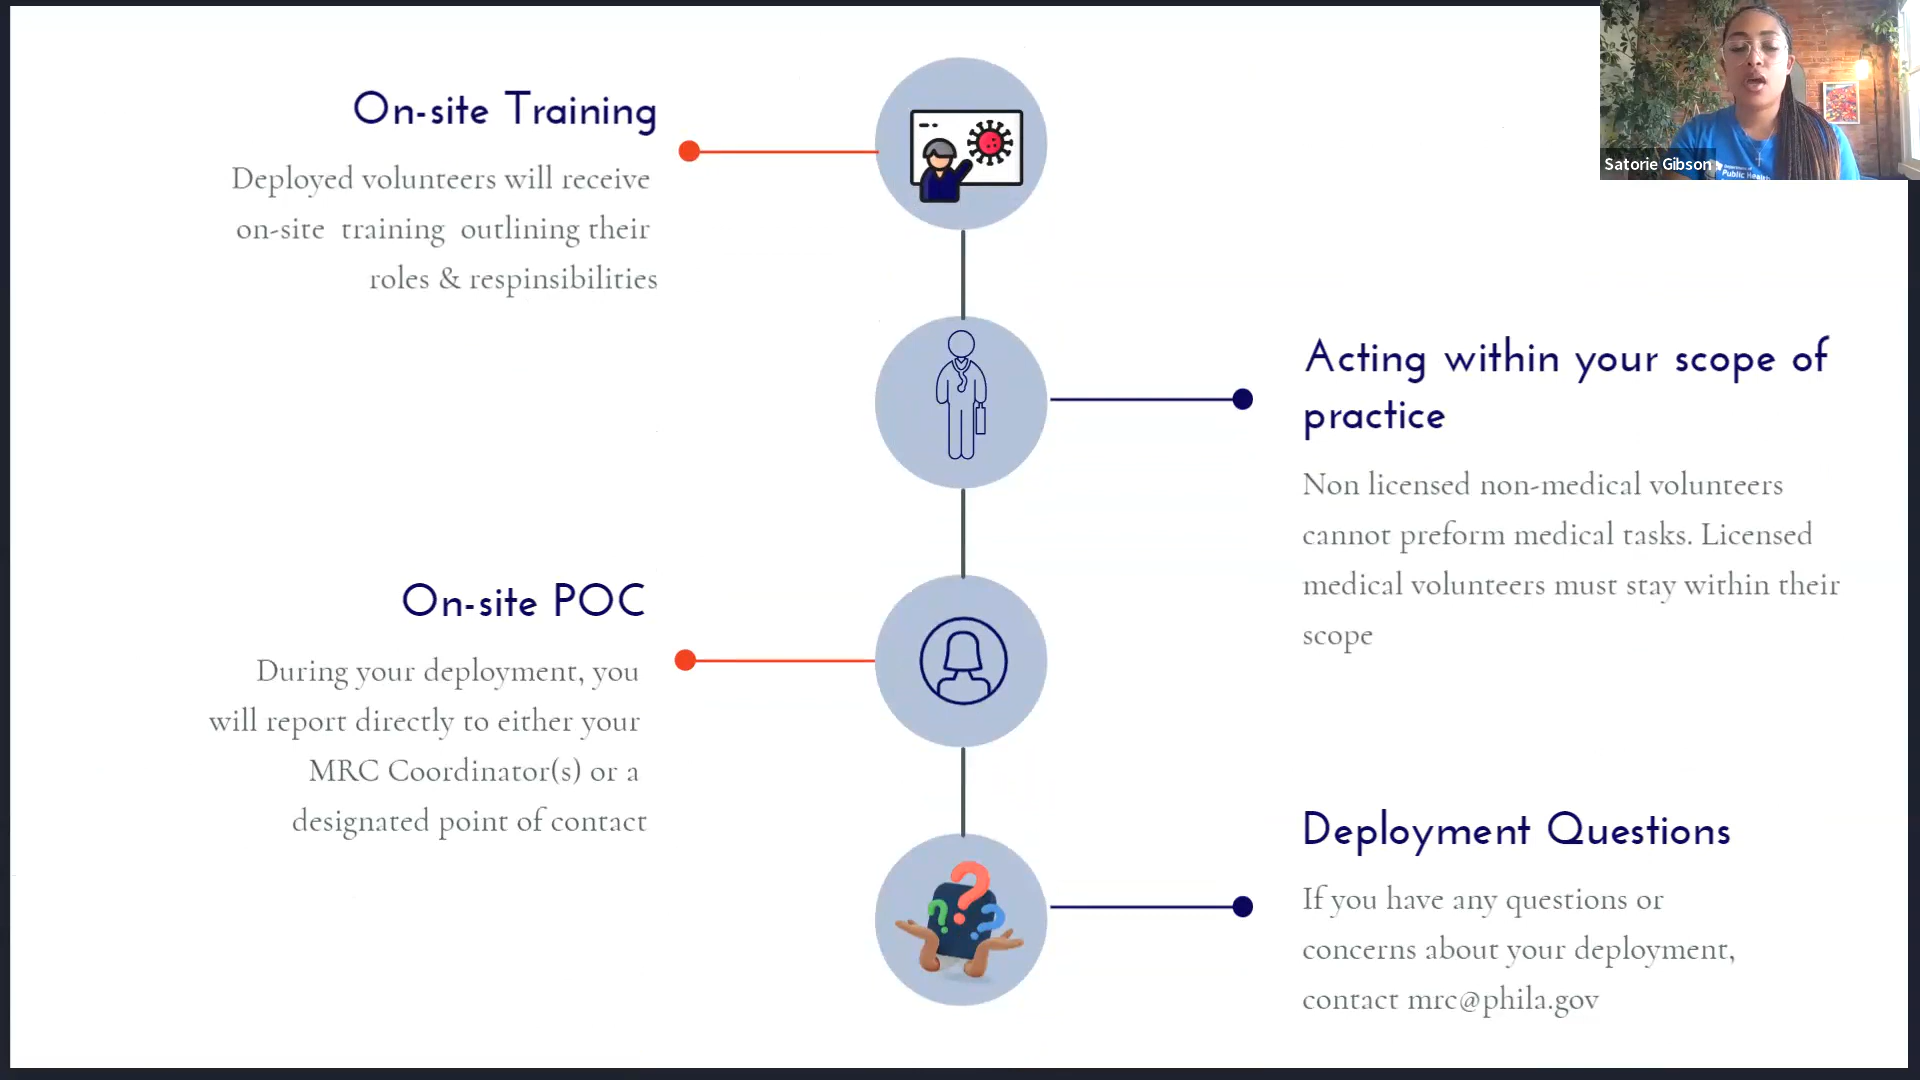 On-site Training
Deployed volunteers will receive
on-site training outlining their
roles & respinsibilities
Acting within your scope of
practice
Non licensed non-medical volunteers
cannot preform medical tasks. Licensed
medical volunteers must stay within their
scope
On-site POC
During your deployment, you
will report directly to either your
MRC Coordinator(s) or a
designated point of contact
Deployment Questions
If you have any questions or
concerns about your deployment,
contact mrc@phila.gov
Satorie Gibson
Public Health